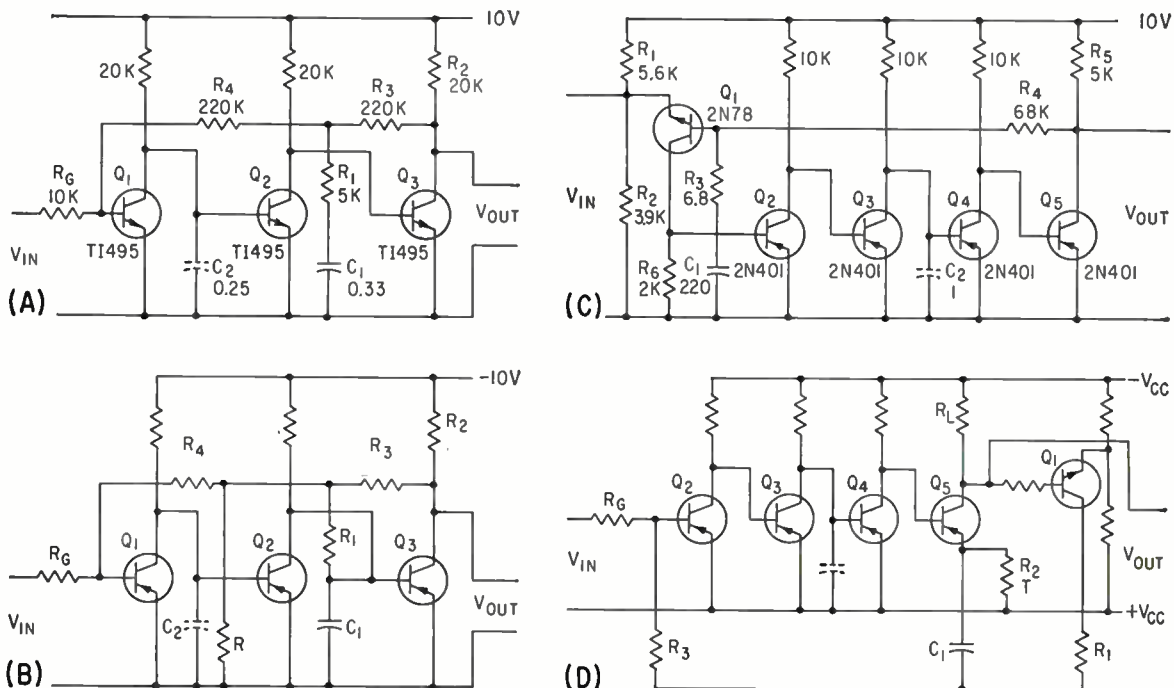 10V
20K
20K
R2
20K
R4
220K
R3
220K
RG
10K
Q1
Q2
R1
5K
Q3
VIN
TI495
TI495
TI495
VOUT
C2
0.25
C1
0.33
(A)
10V
R1
5.6K
Q1
2N78
10K
10K
10K
R5
5K
R4
68K
VIN
R2
3.9K
R3
6.8
Q2
Q3
Q4
Q5
VOUT
R6
2K
C1
220
2N401
2N401
C2
1
2N401
2N401
(C)
-10V
R2
R4
R3
RG
Q1
Q2
R1
Q3
VIN
C2
R
C1
VOUT
(B)
-VCC
RL
Q1
RG
Q2
Q3
Q4
Q5
VIN
R2
T
VOUT
+VCC
R3
C1
R1
(D)